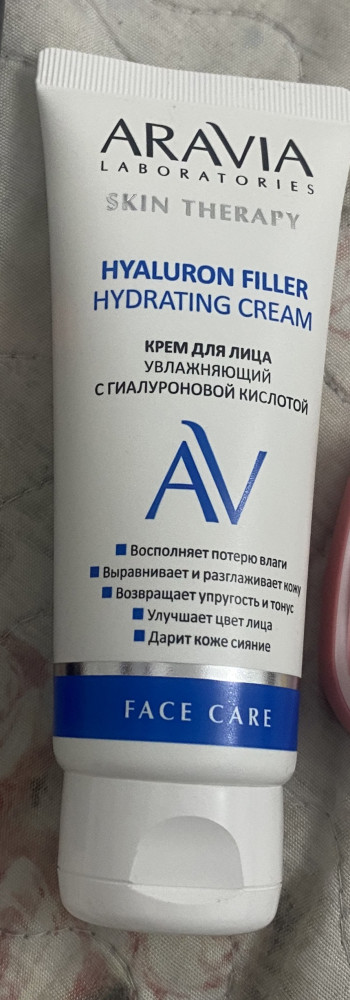 ARAVIA
LABORATORIES
SKIN THERAPY
HYALURON FILLER
HYDRATING CREAM
КРЕМ ДЛЯ ЛИЦА
УВЛАЖНЯЮЩИЙ
С ГИАЛУРОНОВОЙ КИСЛОТОЙ
AV
Восполняет потерю влаги
Выравнивает и разглаживает кожу
Возвращает упругость и тонус
Улучшает цвет лица
Дарит коже сияние
FACE CARE